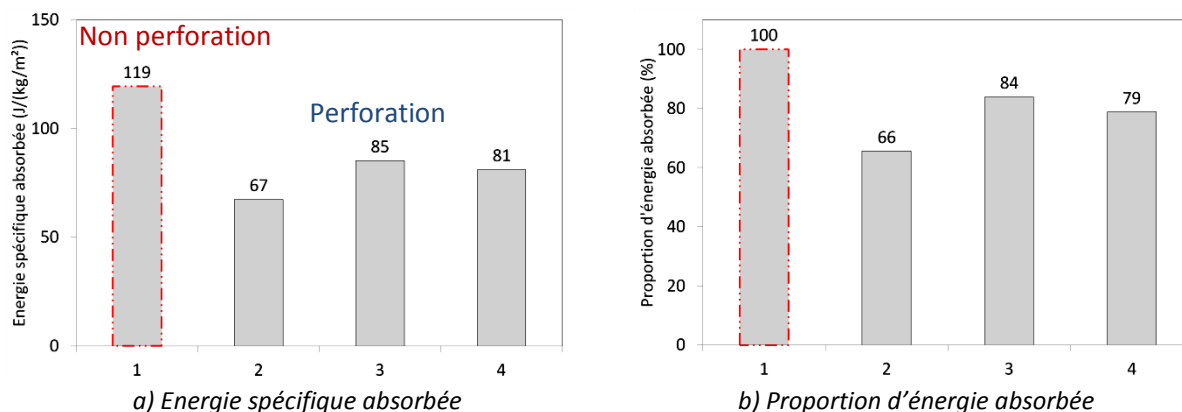 150
100
50
0
Energie spécifique absorbée (J/(kg/m²))
Non perforation
Perforation
119
67
85
81
1 2 3 4
a) Energie spécifique absorbée
100
80
60
40
20
0
Proportion d'énergie absorbée (%)
100
66
84
79
1 2 3 4
b) Proportion d’énergie absorbée